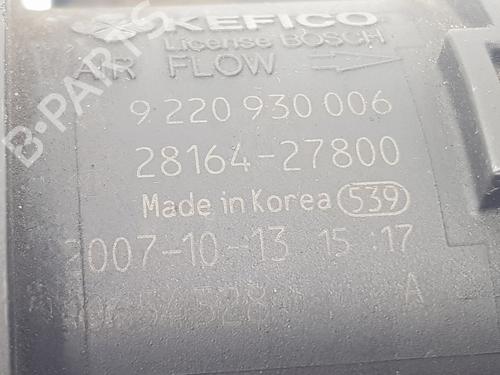 KEFICO
License BOSCH
AIR FLOW
9 220 930 006
28164-27800
Made in Korea 539
2007-10-13 15:17
A
B-PARTS